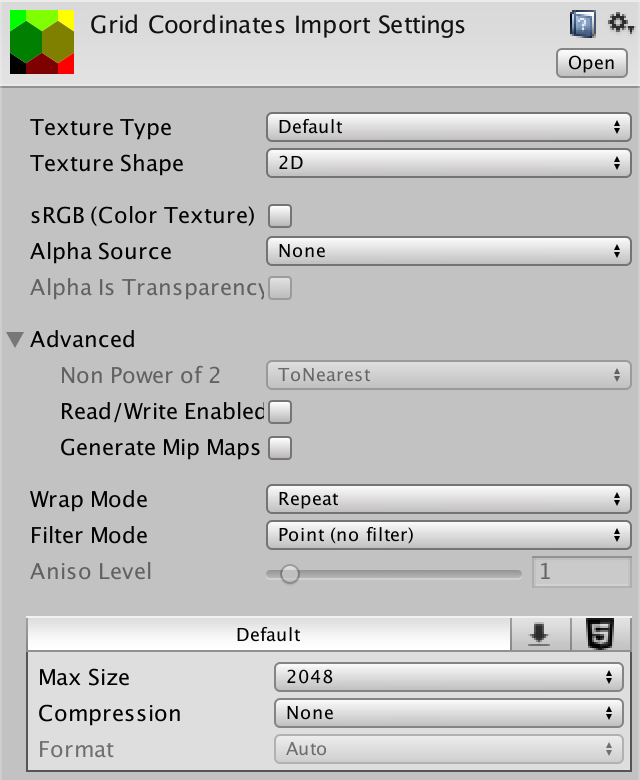 Grid Coordinates Import Settings
Open
Texture Type Default
Texture Shape 2D
sRGB (Color Texture)
Alpha Source None
Alpha Is Transparency
Advanced
Non Power of 2 ToNearest
Read/Write Enabled
Generate Mip Maps
Wrap Mode Repeat
Filter Mode Point (no filter)
Aniso Level 1
Default 5
Max Size 2048
Compression None
Format Auto